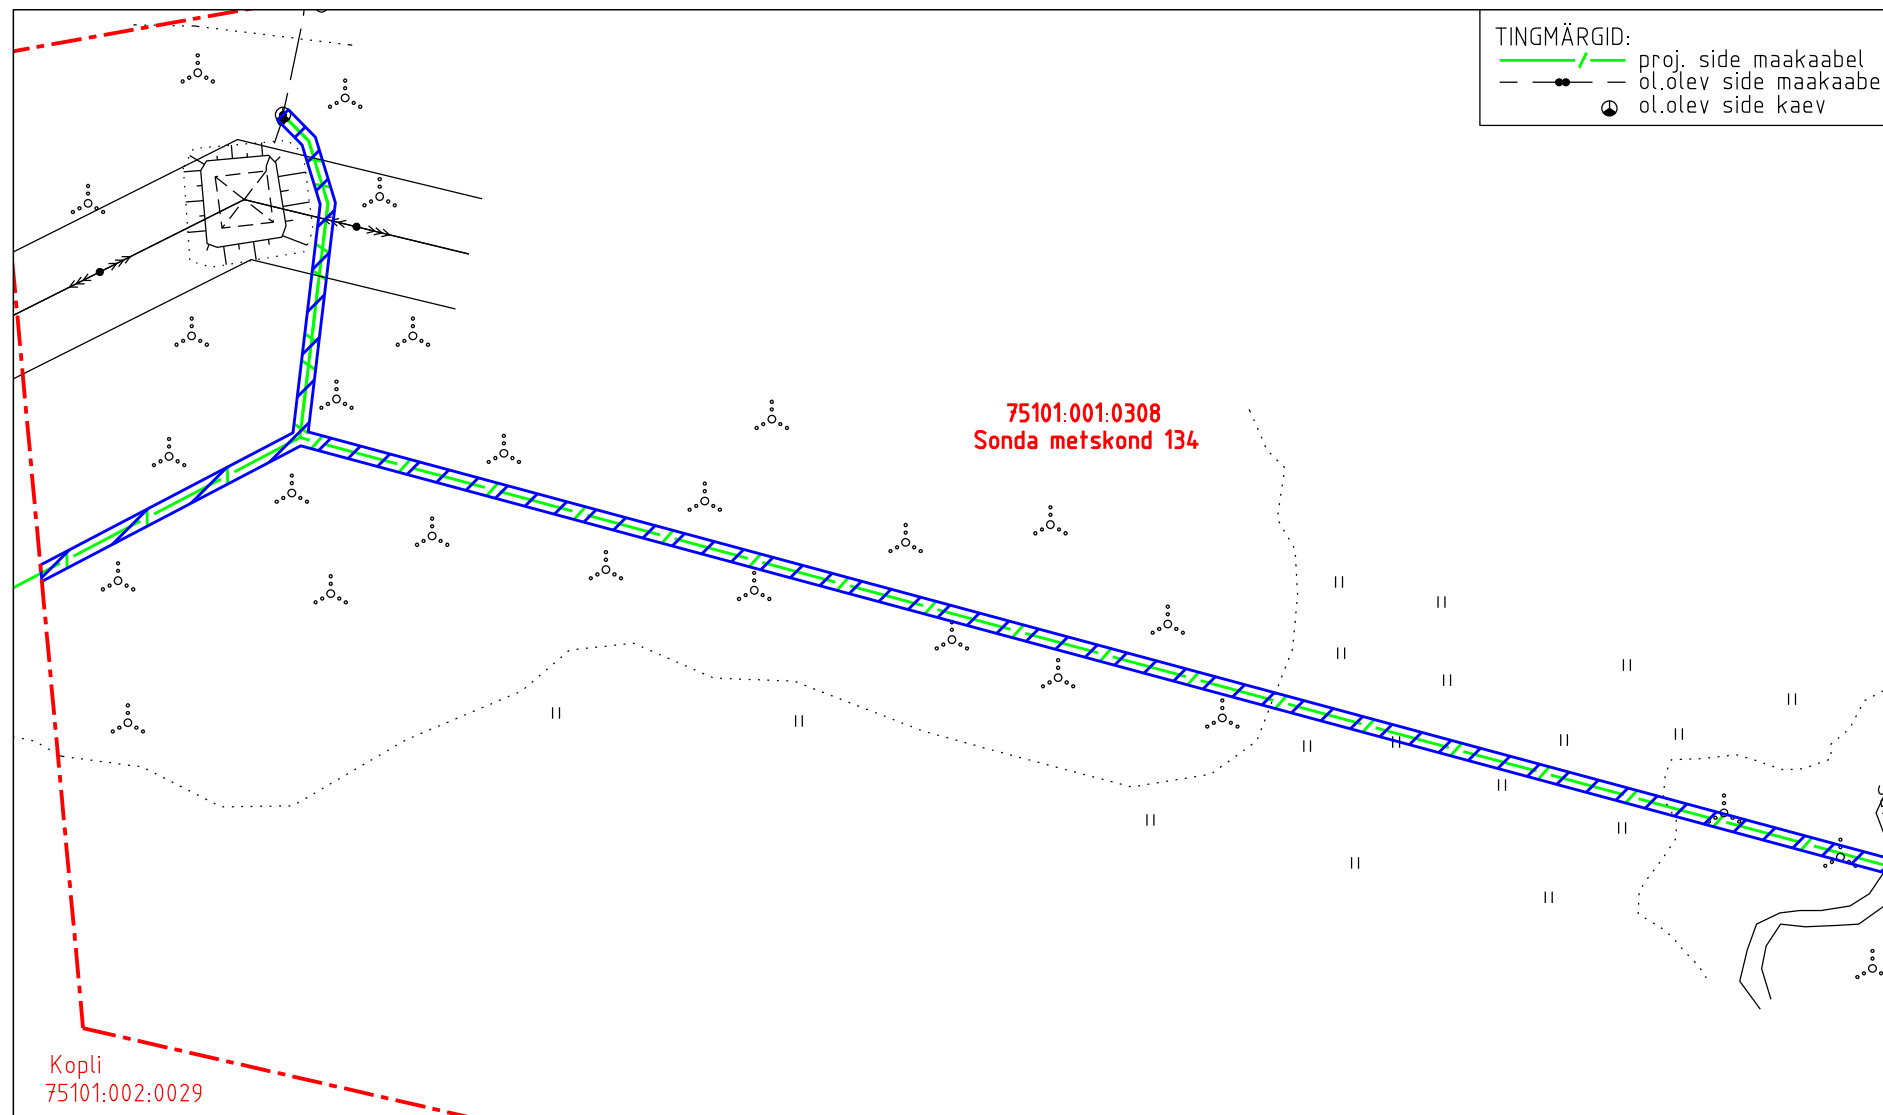 TINGMÄRGID:
proj. side maakaabel
ol.olev side maakaabe
ol.olev side kaev
75101:001:0308
Sonda metskond 134
Kopli
75101:002:0029